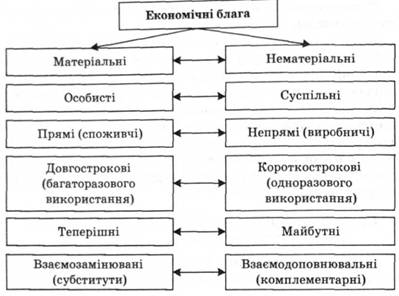 Економічні блага
Матеріальні
Нематеріальні
Особисті
Суспільні
Прямі (споживчі)
Непрямі (виробничі)
Довгострокові
(багаторазового
використання)
Короткострокові
(одноразового
використання)
Теперішні
Майбутні
Взаємозамінювані
(субститути)
Взаємодоповнювальні
(комплементарні)